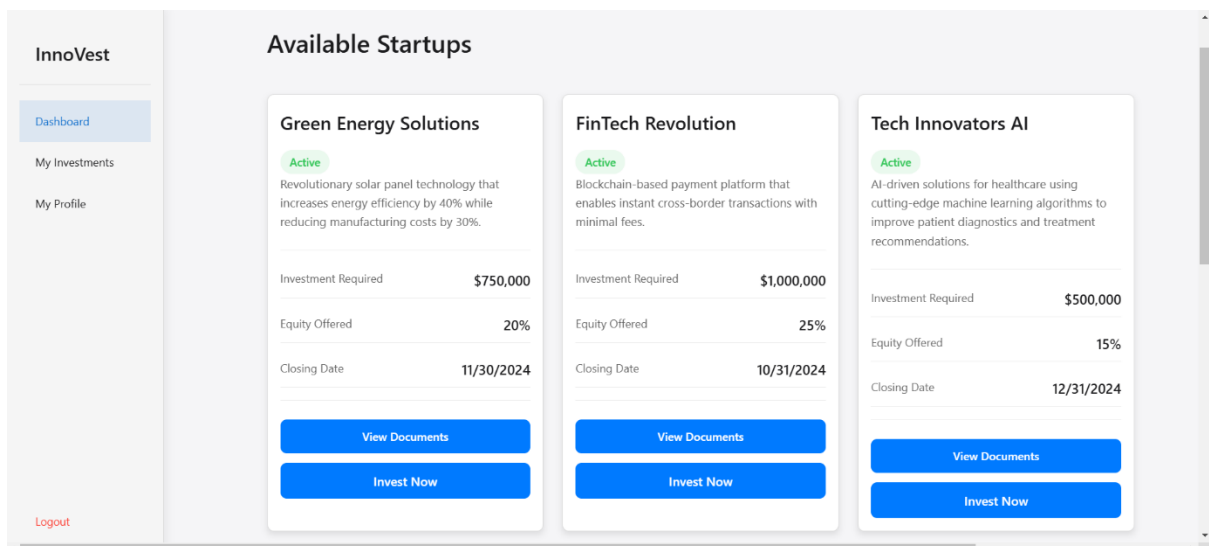 InnoVest
Dashboard
My Investments
My Profile
Logout
Available Startups
Green Energy Solutions
Active
Revolutionary solar panel technology that
increases energy efficiency by 40% while
reducing manufacturing costs by 30%.
Investment Required $750,000
Equity Offered 20%
Closing Date 11/30/2024
View Documents
Invest Now
FinTech Revolution
Active
Blockchain-based payment platform that
enables instant cross-border transactions with
minimal fees.
Investment Required $1,000,000
Equity Offered 25%
Closing Date 10/31/2024
View Documents
Invest Now
Tech Innovators AI
Active
AI-driven solutions for healthcare using
cutting-edge machine learning algorithms to
improve patient diagnostics and treatment
recommendations.
Investment Required $500,000
Equity Offered 15%
Closing Date 12/31/2024
View Documents
Invest Now